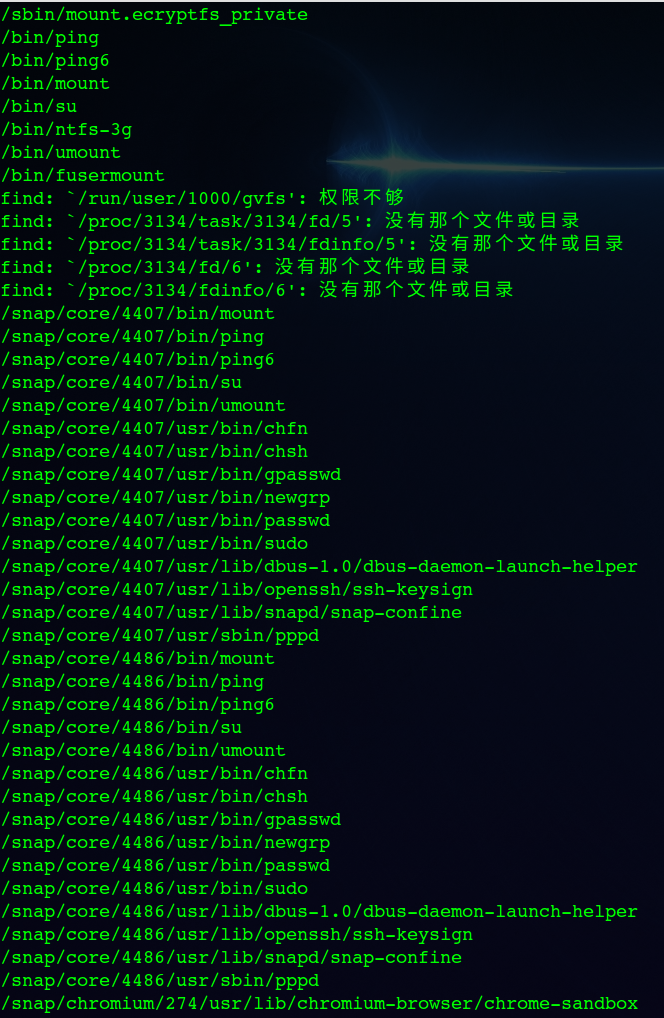 /sbin/mount.ecryptfs_private
/bin/ping
/bin/ping6
/bin/mount
/bin/su
/bin/ntfs-3g
/bin/umount
/bin/fusermount
find: `/run/user/1000/gvfs': 权限不够
find: `/proc/3134/task/3134/fd/5': 没有那个文件或目录
find: `/proc/3134/task/3134/fdinfo/5': 没有那个文件或目录
find: `/proc/3134/fd/6': 没有那个文件或目录
find: `/proc/3134/fdinfo/6': 没有那个文件或目录
/snap/core/4407/bin/mount
/snap/core/4407/bin/ping
/snap/core/4407/bin/ping6
/snap/core/4407/bin/su
/snap/core/4407/bin/umount
/snap/core/4407/usr/bin/chfn
/snap/core/4407/usr/bin/chsh
/snap/core/4407/usr/bin/gpasswd
/snap/core/4407/usr/bin/newgrp
/snap/core/4407/usr/bin/passwd
/snap/core/4407/usr/bin/sudo
/snap/core/4407/usr/lib/dbus-1.0/dbus-daemon-launch-helper
/snap/core/4407/usr/lib/openssh/ssh-keysign
/snap/core/4407/usr/lib/snapd/snap-confine
/snap/core/4407/usr/sbin/pppd
/snap/core/4486/bin/mount
/snap/core/4486/bin/ping
/snap/core/4486/bin/ping6
/snap/core/4486/bin/su
/snap/core/4486/bin/umount
/snap/core/4486/usr/bin/chfn
/snap/core/4486/usr/bin/chsh
/snap/core/4486/usr/bin/gpasswd
/snap/core/4486/usr/bin/newgrp
/snap/core/4486/usr/bin/passwd
/snap/core/4486/usr/bin/sudo
/snap/core/4486/usr/lib/dbus-1.0/dbus-daemon-launch-helper
/snap/core/4486/usr/lib/openssh/ssh-keysign
/snap/core/4486/usr/lib/snapd/snap-confine
/snap/core/4486/usr/sbin/pppd
/snap/chromium/274/usr/lib/chromium-browser/chrome-sandbox